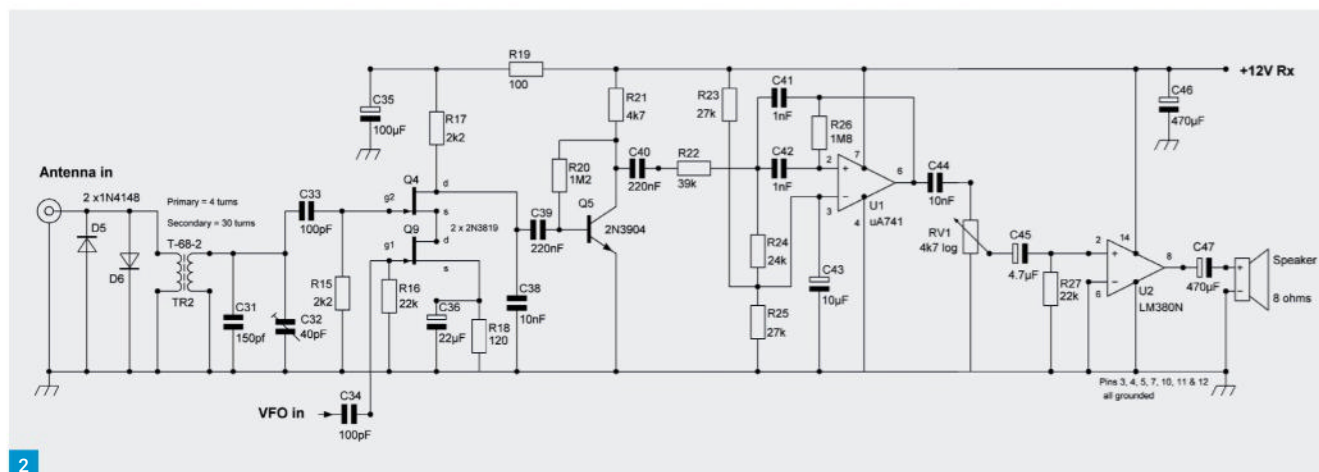 R19
100
+12V Rx
C35
100µF
R17
2k2
R21
4k7
R23
27k
C41
1nF
R26
1M8
C46
470µF
Antenna in
2 x1N4148
Primary = 4 turns
Secondary = 30 turns
D5
D6
T-68-2
TR2
C31
150pf
C32
40pF
C33
100pF
R15
2k2
g2
Q4
d
s
2 x 2N3819
g1
Q9
d
s
R16
22k
C36
22µF
R18
120
C34
100pF
VFO in
C38
10nF
C39
220nF
R20
1M2
Q5
2N3904
C40
220nF
R22
39k
C42
1nF
2
+
7
6
−
3
4
U1
uA741
R24
24k
R25
27k
C43
10µF
C44
10nF
RV1
4k7 log
C45
4.7µF
R27
22k
2
+
14
8
−
6
U2
LM380N
C47
470µF
+
−
Speaker
8 ohms
Pins 3, 4, 5, 7, 10, 11 & 12
all grounded
2